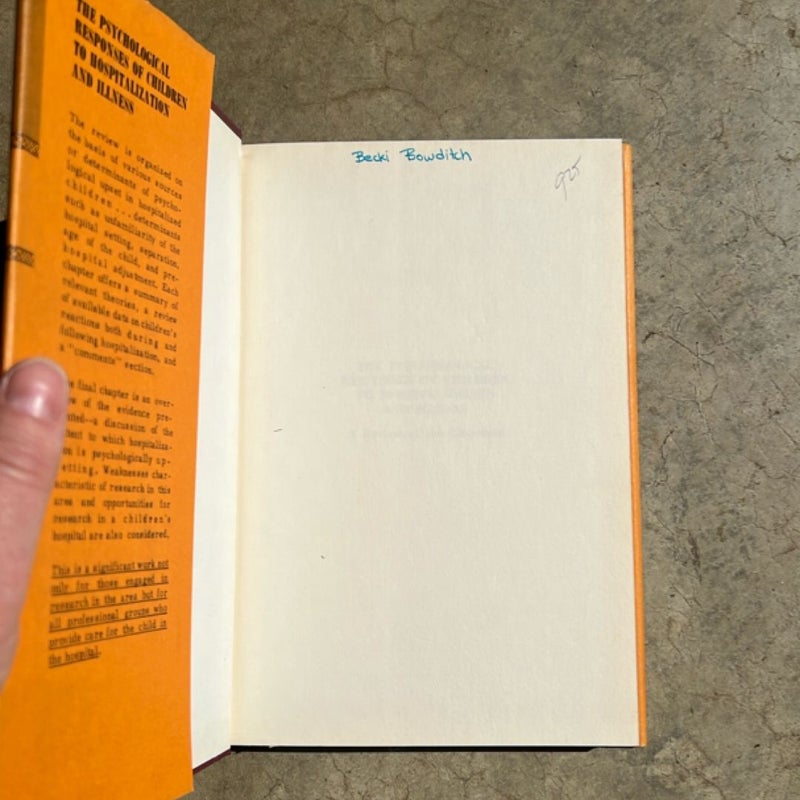 THE PSYCHOLOGICAL
RESPONSES OF CHILDREN
TO HOSPITALIZATION
AND ILLNESS
The review is organized on
the basis of various sources
or determinants of psycho-
logical upset in hospitalized
children . . . determinants
such as unfamiliarity of the
hospital setting, separation,
age of the child, and pre-
hospital adjustment. Each
chapter offers a summary of
relevant theories, a review
of available data on children's
reactions both during and
following hospitalization, and
a "comments" section.
final chapter is an over-
of the evidence pre-
a discussion of the
to which hospitaliza-
is psychologically up-
etting. Weaknesses char-
acteristic of research in this
area and opportunities for
research in a children's
hospital are also considered.
This is a significant work not
only for those engaged in
research in the area but for
all professional groups who
provide care for the child in
the hospital.
Becki Bowditch